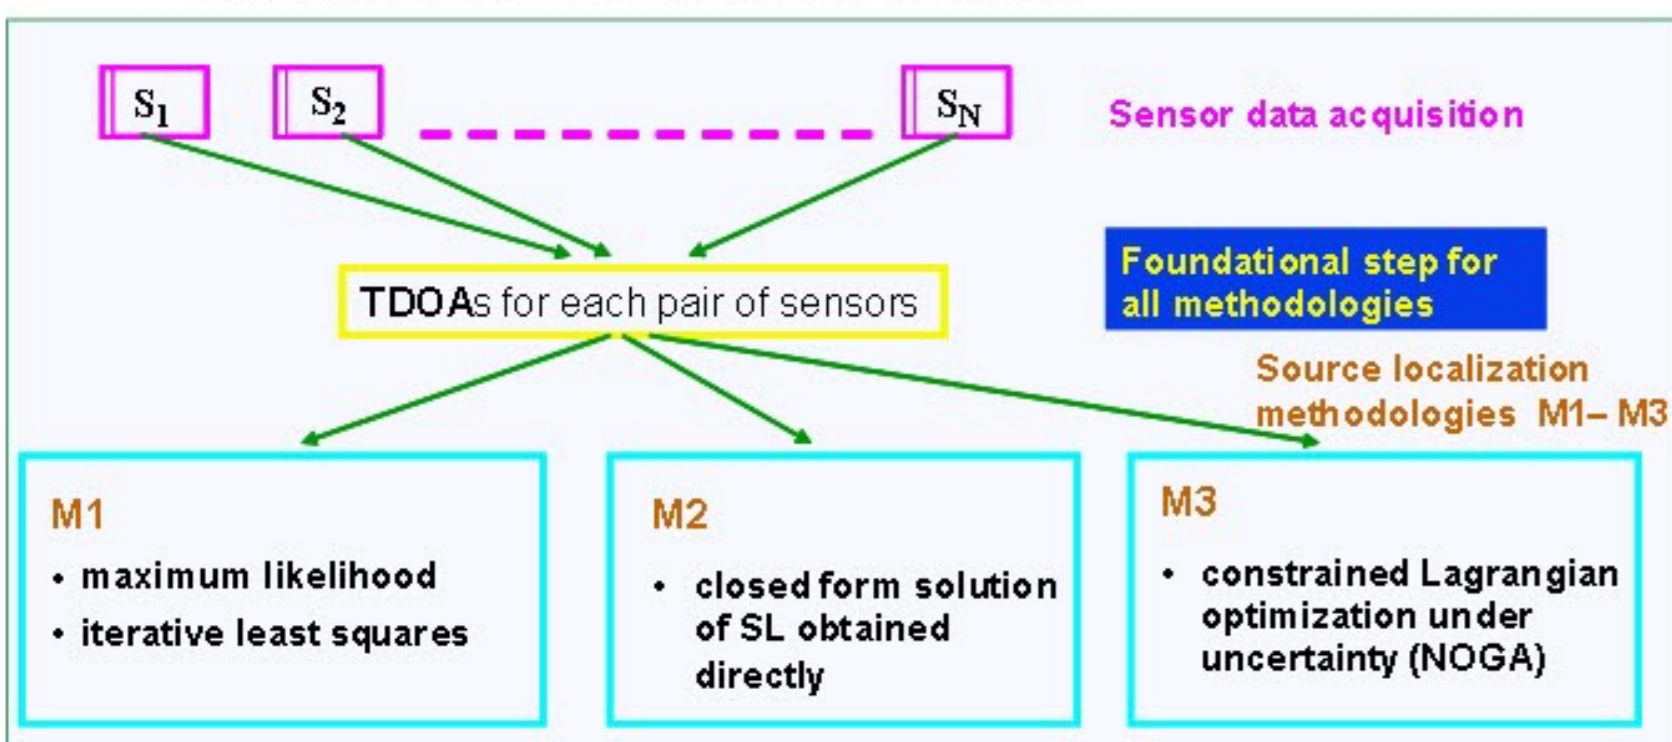 S1 S2 SN Sensor data acquisition
TDOAs for each pair of sensors
Foundational step for
all methodologies
Source localization
methodologies M1– M3
M1
• maximum likelihood
• iterative least squares
M2
• closed form solution
of SL obtained
directly
M3
• constrained Lagrangian
optimization under
uncertainty (NOGA)